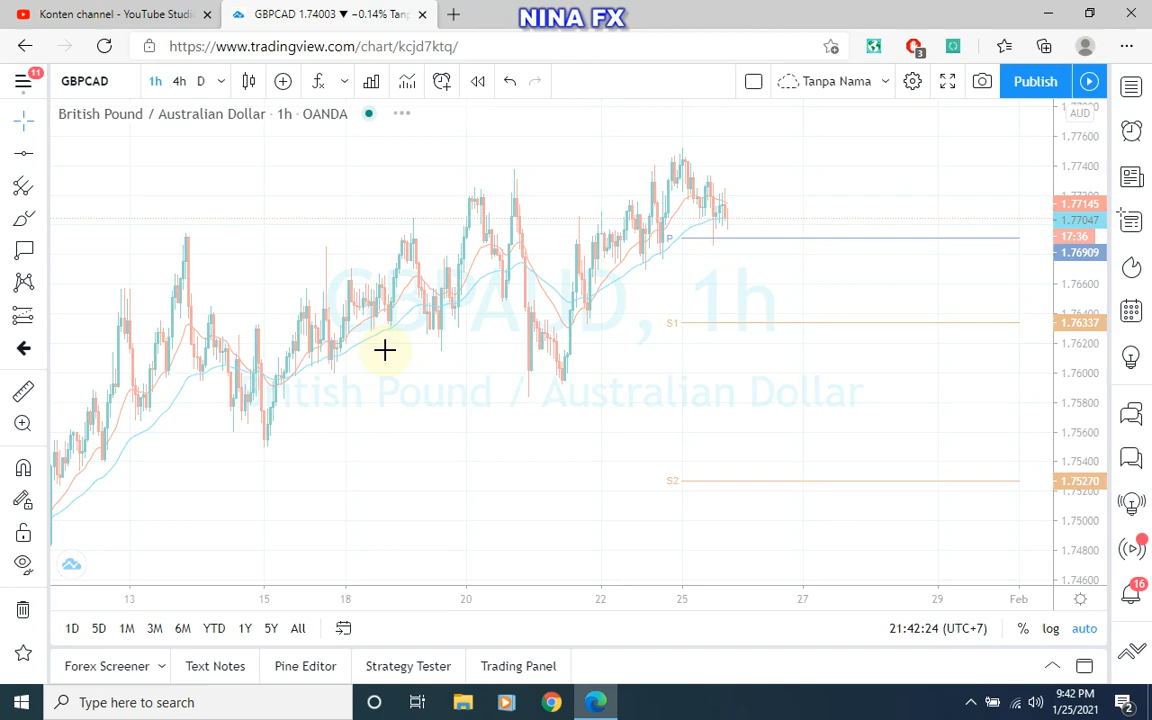 Konten channel - YouTube Studi
GBPCAD 1.74003 ▼ −0.14% Tanp
NINA FX
https://www.tradingview.com/chart/kcjd7ktq/
3
11
GBPCAD
1h
4h
D
Tanpa Nama
Publish
British Pound / Australian Dollar · 1h · OANDA
AUD
1.77600
1.77400
1.77145
1.77047
17:36
1.76909
1.76600
1.76337
1.76200
1.76000
1.75800
1.75600
1.75400
1.75270
1.75000
1.74800
1.74600
P
S1
S2
, 1h
British Pound / Australian Dollar
13
15
18
20
22
25
27
29
Feb
1D
5D
1M
3M
6M
YTD
1Y
5Y
All
21:42:24 (UTC+7)
%
log
auto
16
Forex Screener
Text Notes
Pine Editor
Strategy Tester
Trading Panel
Type here to search
9:42 PM
1/25/2021
2